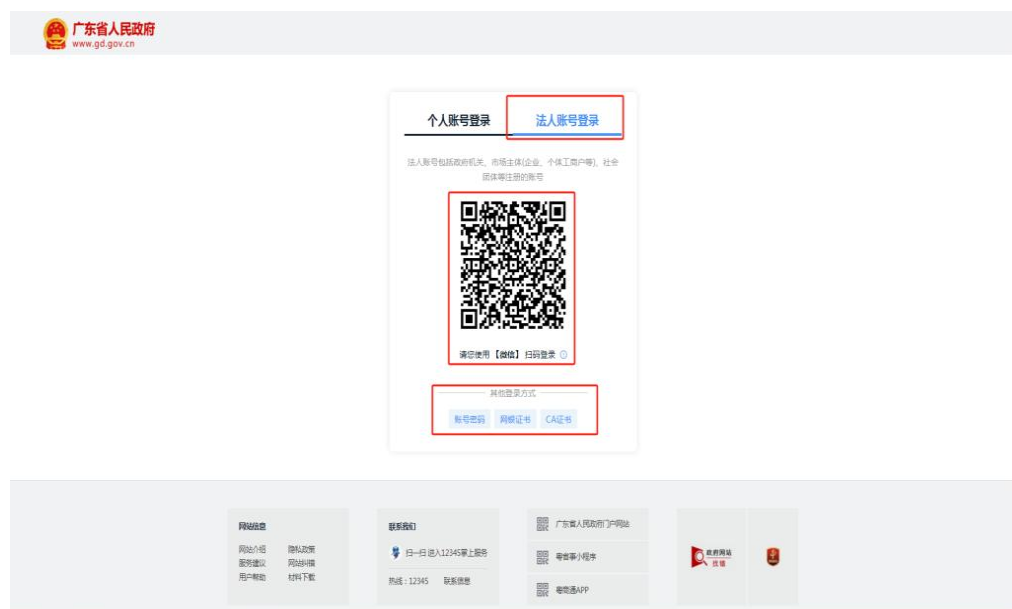 广东省人民政府
www.gd.gov.cn
个人账号登录
法人账号登录
法人账号包括政府机关、市场主体(企业、个体工商户等)、社会
团体等注册的账号
请您使用【微信】扫码登录
其他登录方式
账号密码
网模证书
CA证书
网站信息
网站介绍
隐私政策
服务建议
网站纠错
用户帮助
材料下载
联系我们
扫一扫 进入12345掌上服务
热线：12345
联系信息
广东省人民政府门户网站
粤省事小程序
粤商通APP
政府网站
找错